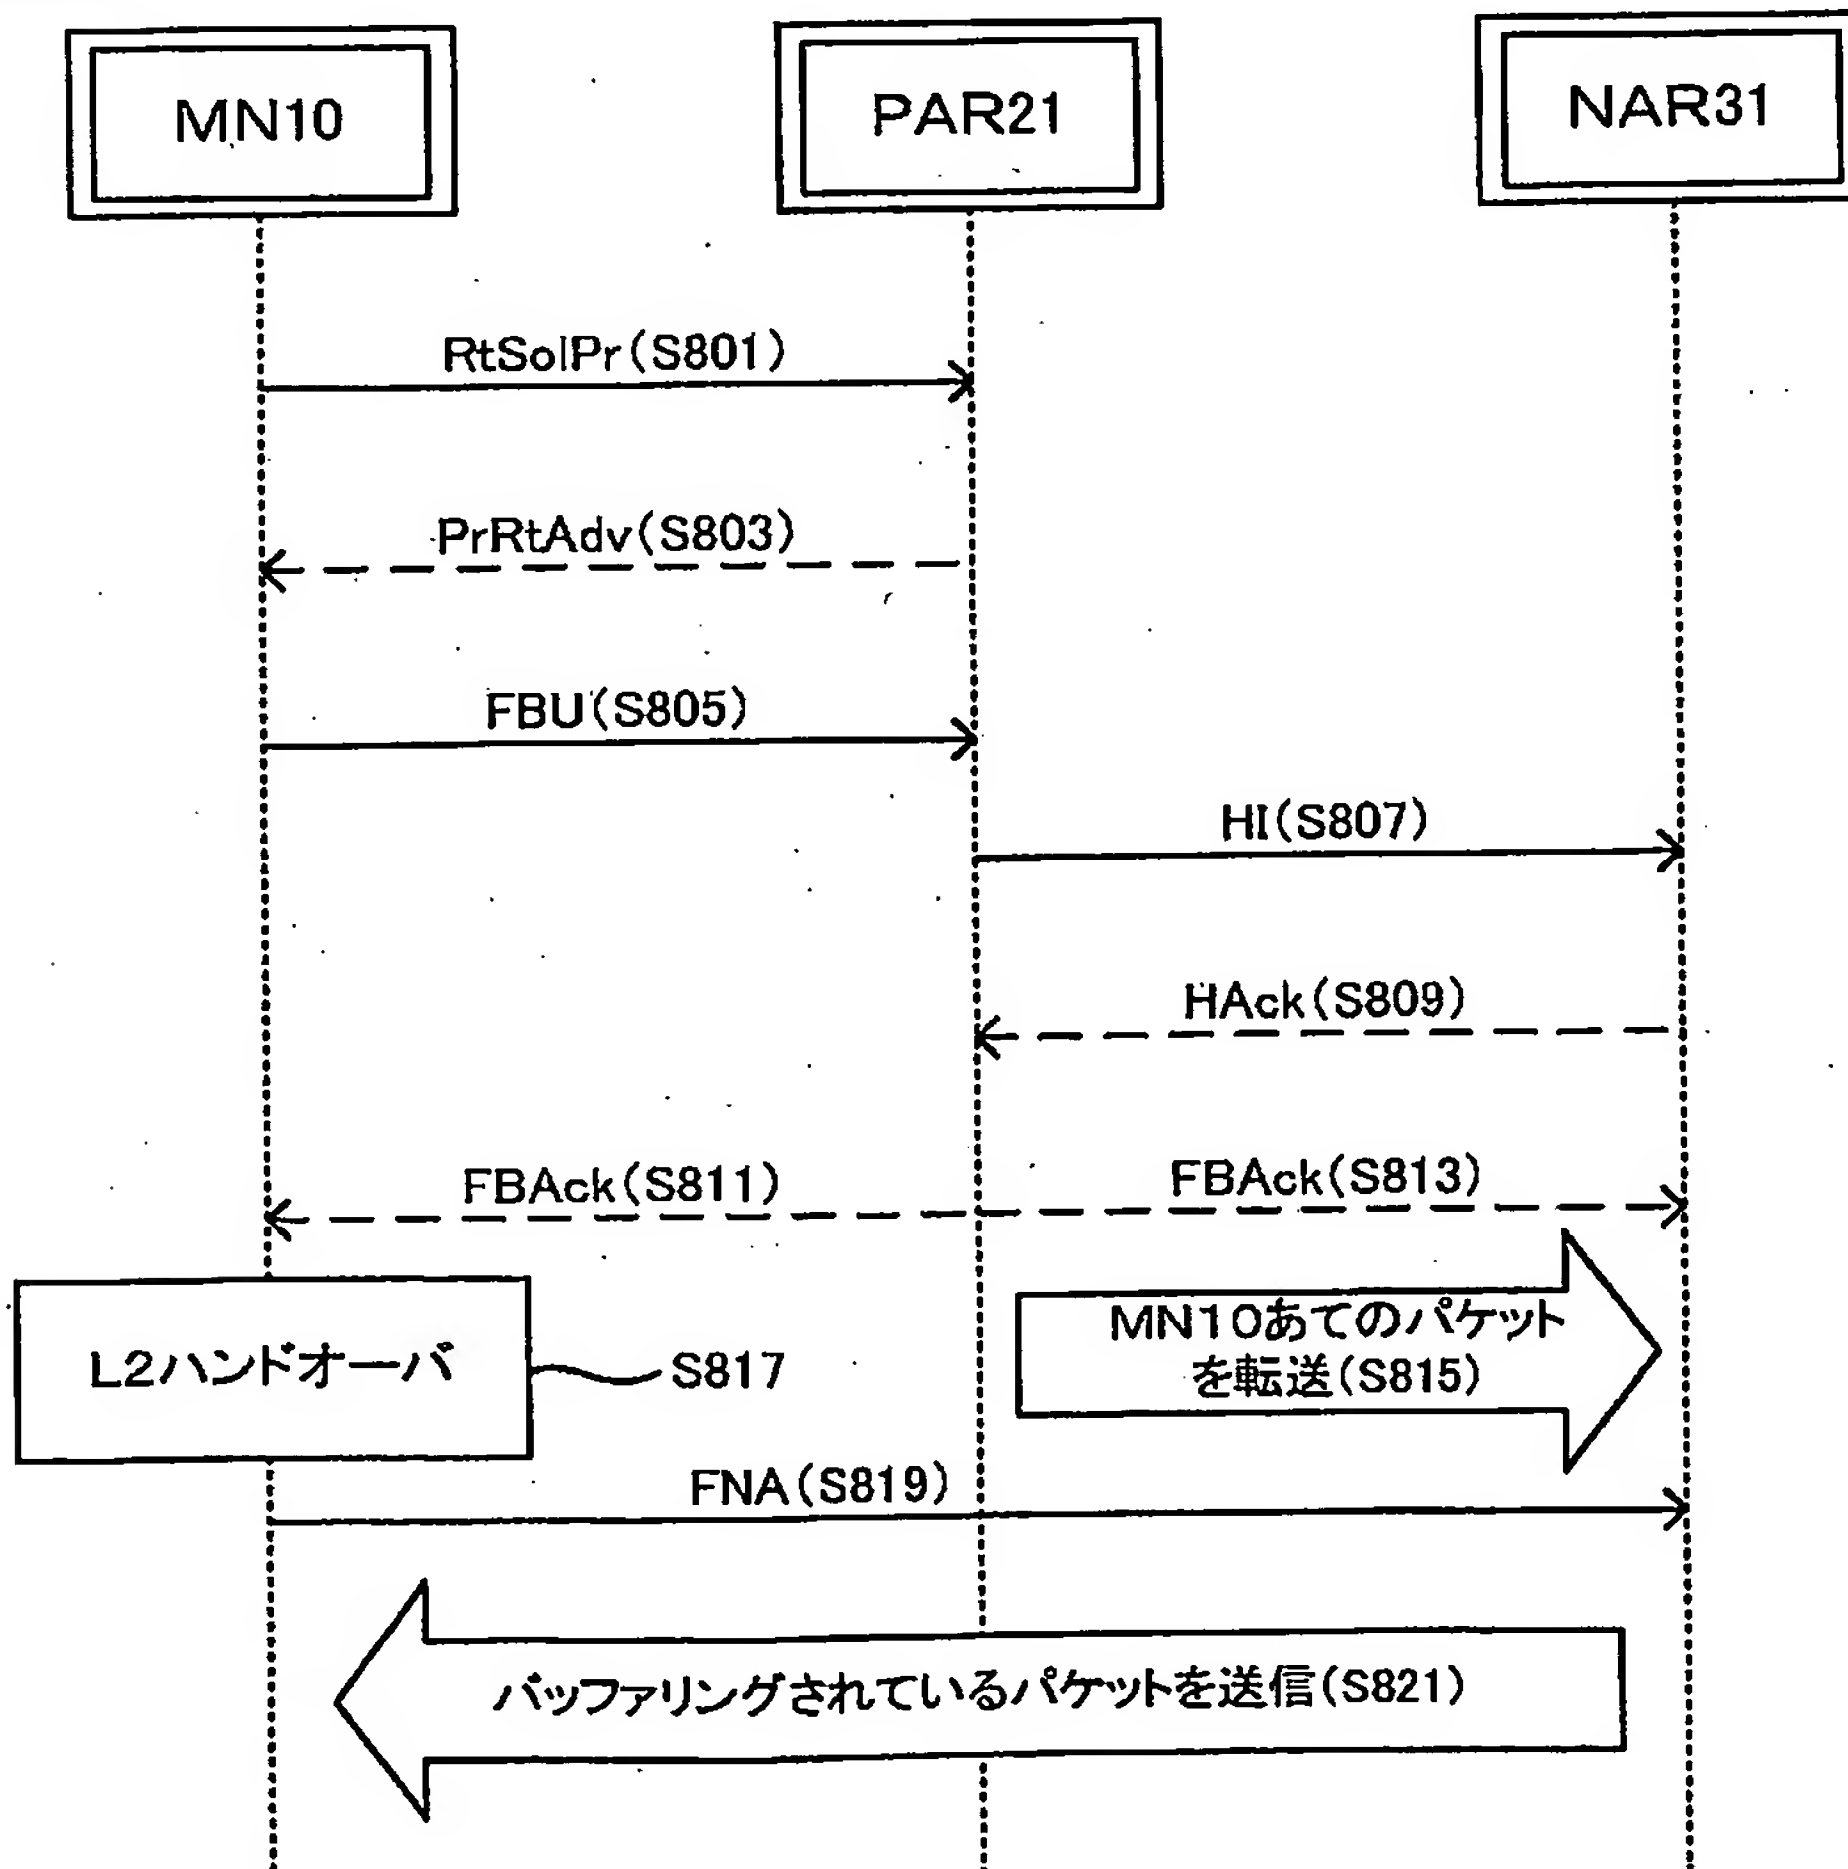 MN10
PAR21
NAR31
RtSolPr(S801)
PrRtAdv(S803)
FBU(S805)
HI(S807)
HAck(S809)
FBAck(S811)
FBAck(S813)
MN10あてのパケット
を転送(S815)
L2ハンドオーバ
S817
FNA(S819)
バッファリングされているパケットを送信(S821)